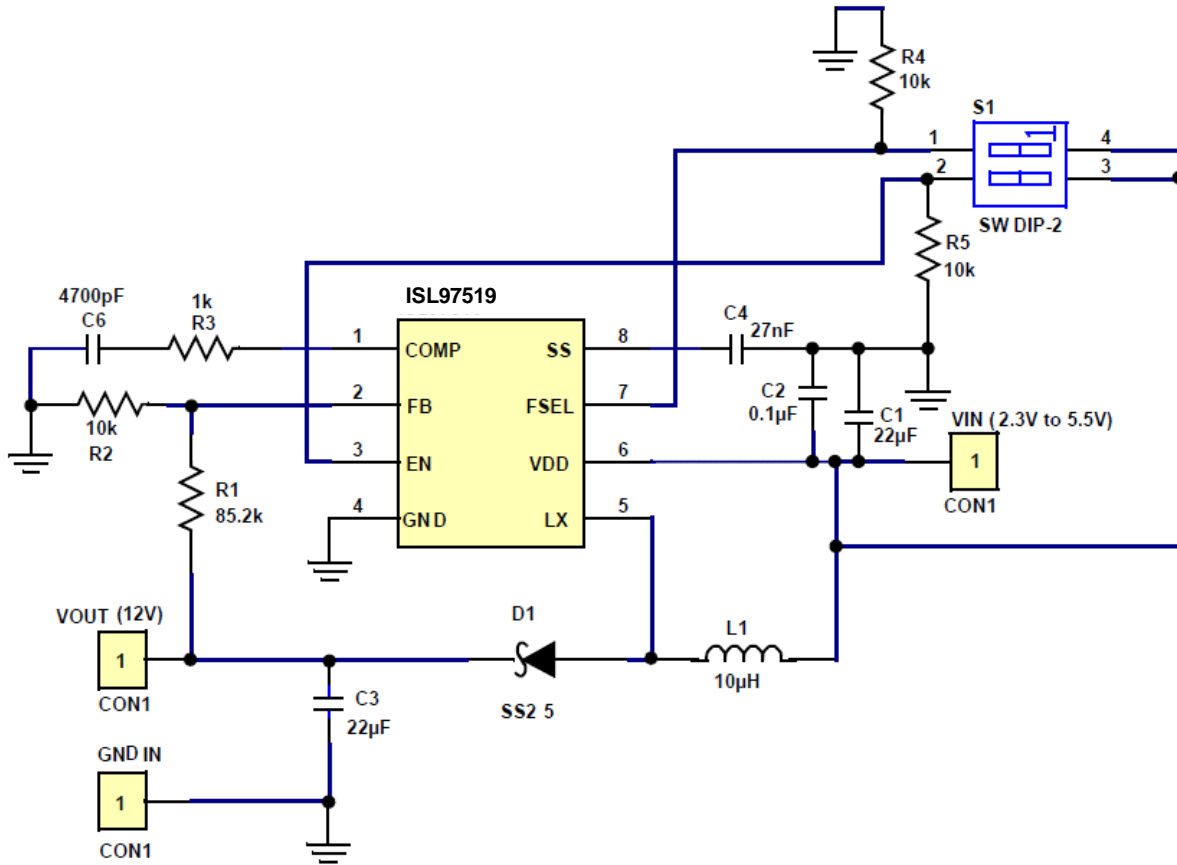 R4
10k
S1
1
4
1
2
3
SW DIP-2
R5
10k
ISL97519
4700pF
C6
1k
R3
C4
27nF
1
COMP
SS
8
2
FB
FSEL
7
C2
0.1µF
C1
22µF
VIN (2.3V to 5.5V)
10k
R2
3
EN
VDD
6
1
CON1
R1
85.2k
4
GND
LX
5
VOUT (12V)
D1
L1
1
10µH
CON1
C3
22µF
SS2 5
GND IN
1
CON1